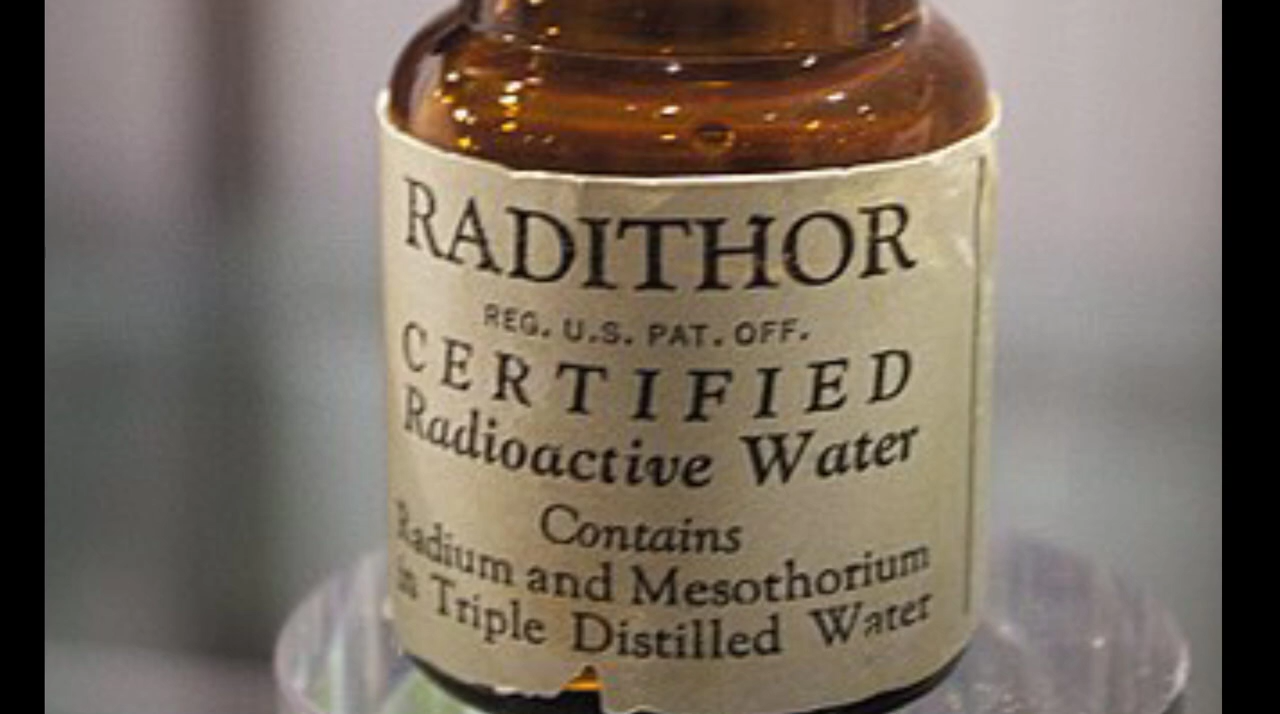 RADITHOR
REG. U.S. PAT. OFF.
CERTIFIED
Radioactive Water
Contains
Radium and Mesothorium
in Triple Distilled Water